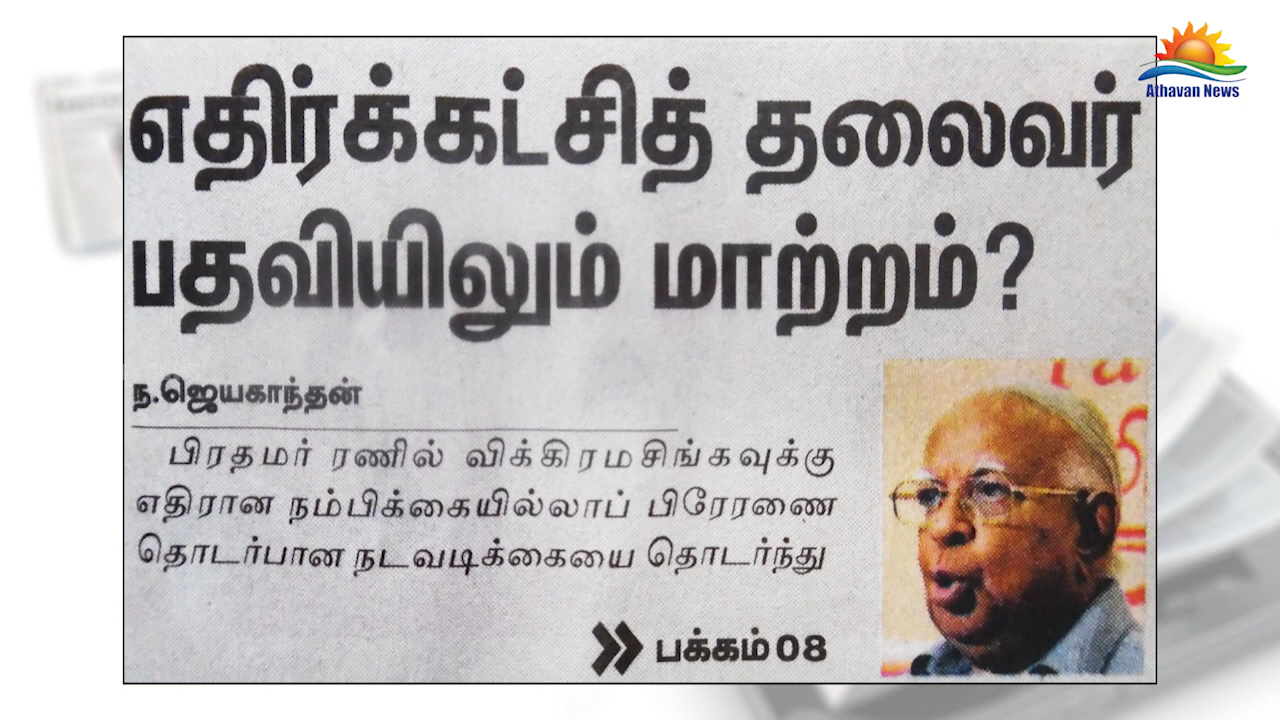 Athavan News
எதிர்க்கட்சித் தலைவர்
பதவியிலும் மாற்றம்?
ந.ஜெயகாந்தன்
பிரதமர் ரணில் விக்கிரமசிங்கவுக்கு
எதிரான நம்பிக்கையில்லாப் பிரேரணை
தொடர்பான நடவடிக்கையை தொடர்ந்து
பக்கம் 08